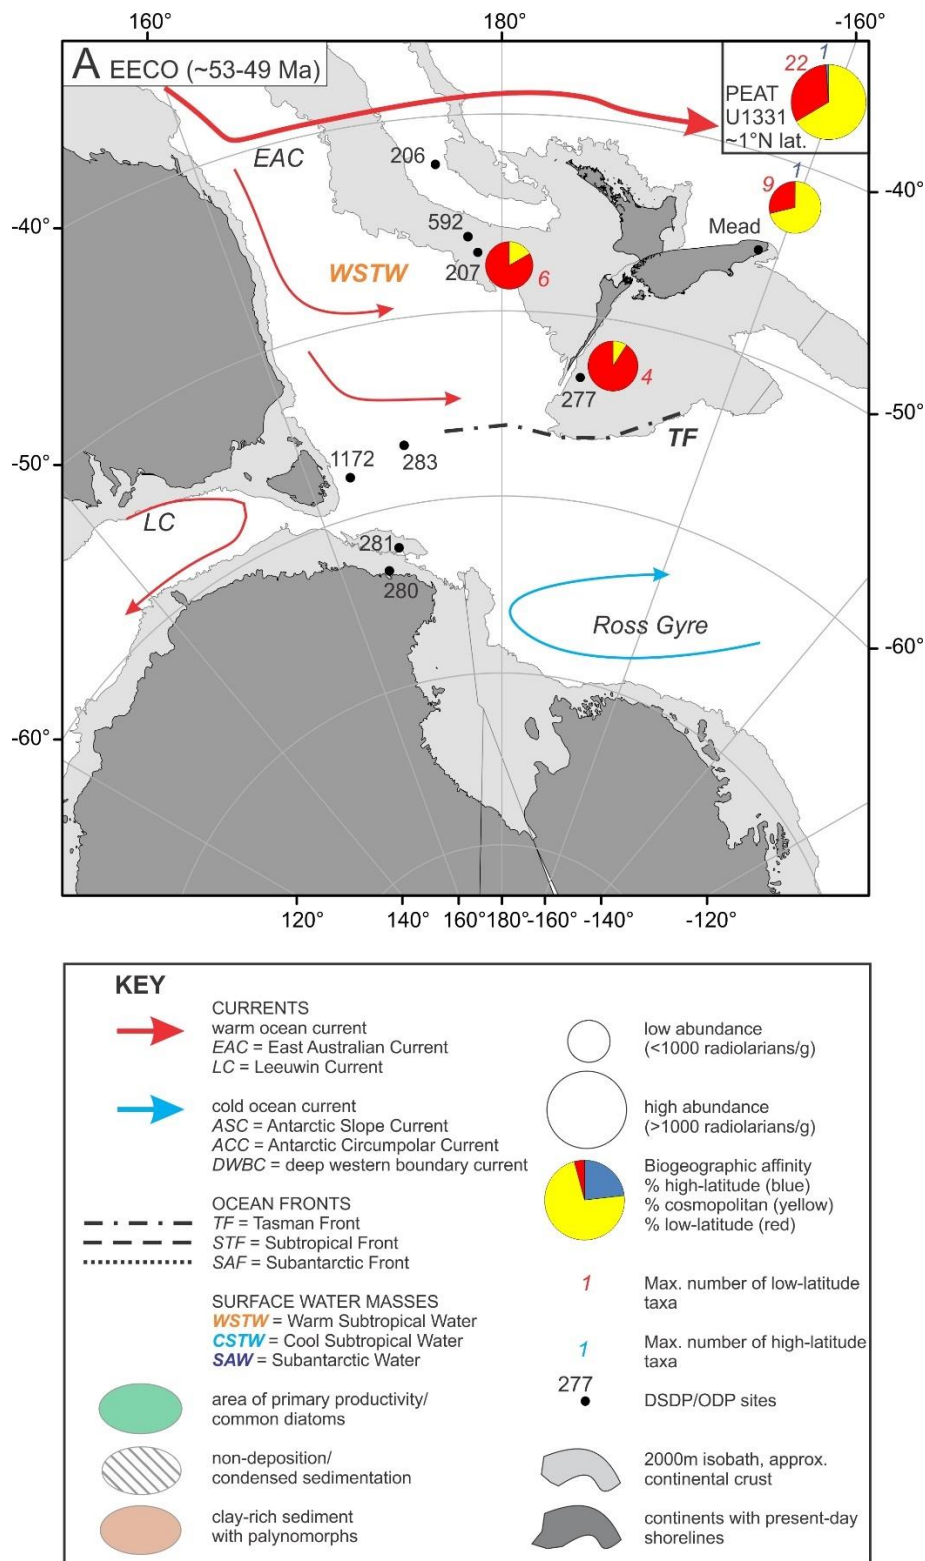 160°
180°
-160°
A EECO (~53-49 Ma)
1
22
PEAT
U1331
~1°N lat.
EAC
206
-40°
1
9
-40°
592
Mead
WSTW
207
6
4
277
-50°
TF
1172
283
-50°
LC
281
280
Ross Gyre
-60°
-60°
120°
140°
160°
180°
-160°
-140°
-120°
KEY
CURRENTS
warm ocean current
EAC = East Australian Current
LC = Leeuwin Current
cold ocean current
ASC = Antarctic Slope Current
ACC = Antarctic Circumpolar Current
DWBC = deep western boundary current
OCEAN FRONTS
TF = Tasman Front
STF = Subtropical Front
SAF = Subantarctic Front
SURFACE WATER MASSES
WSTW = Warm Subtropical Water
CSTW = Cool Subtropical Water
SAW = Subantarctic Water
area of primary productivity/
common diatoms
non-deposition/
condensed sedimentation
clay-rich sediment
with palynomorphs
low abundance
(<1000 radiolarians/g)
high abundance
(>1000 radiolarians/g)
Biogeographic affinity
% high-latitude (blue)
% cosmopolitan (yellow)
% low-latitude (red)
1
Max. number of low-latitude
taxa
1
Max. number of high-latitude
taxa
277
DSDP/ODP sites
2000m isobath, approx.
continental crust
continents with present-day
shorelines